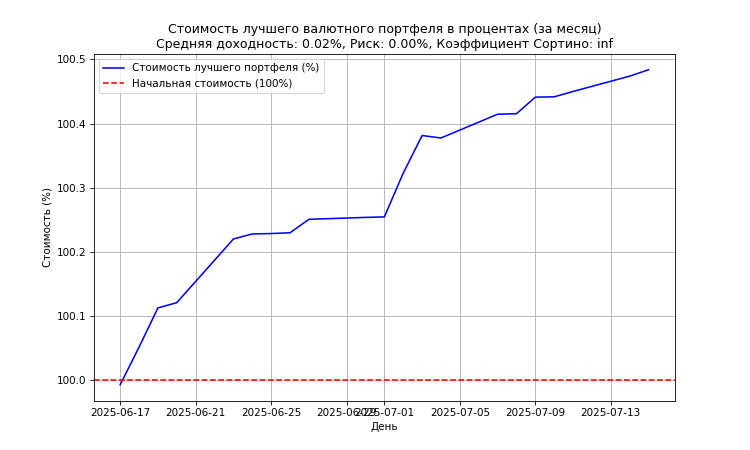 Стоимость лучшего валютного портфеля в процентах (за месяц)
Средняя доходность: 0.02%, Риск: 0.00%, Коэффициент Сортино: inf
Стоимость лучшего портфеля (%)
Начальная стоимость (100%)
100.5
100.4
100.3
100.2
100.1
100.0
Стоимость (%)
2025-06-17 2025-06-21 2025-06-25 2025-06-29 2025-07-01 2025-07-05 2025-07-09 2025-07-13
День